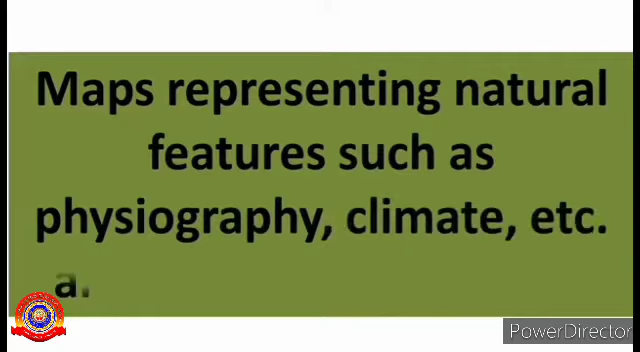 Maps representing natural
features such as
physiography, climate, etc.
a.
PowerDirector